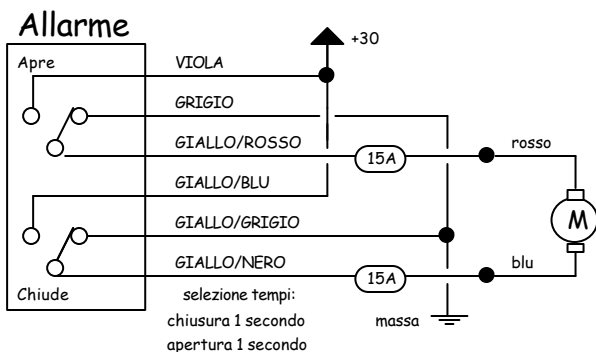 Allarme
+30
Apre
VIOLA
GRIGIO
GIALLO/ROSSO
15A
rosso
GIALLO/BLU
M
GIALLO/GRIGIO
GIALLO/NERO
15A
blu
Chiude
selezione tempi:
chiusura 1 secondo
apertura 1 secondo
massa